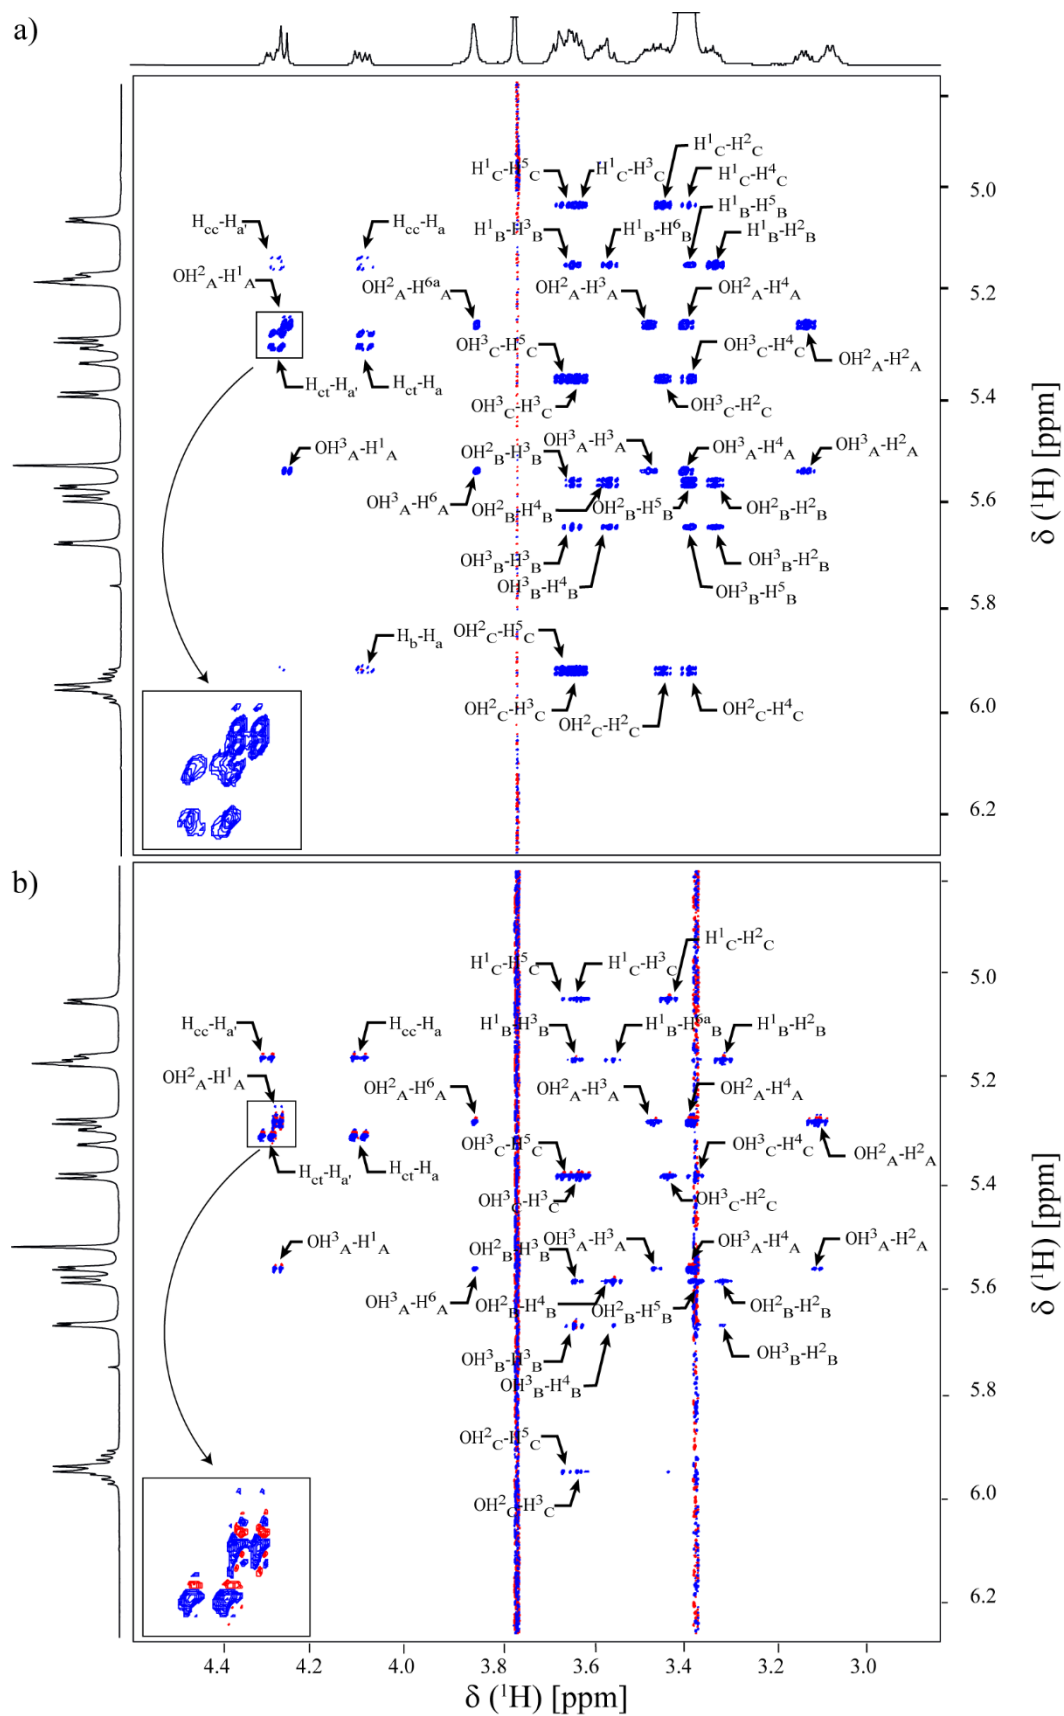 a)
H¹C-H²C
H¹C-H⁵C
H¹C-H³C
H¹C-H⁴C
5.0
Hcc-Ha'
Hcc-Ha
H¹B-H³B
H¹B-H⁶B
H¹B-H⁵B
H¹B-H²B
OH²A-H¹A
OH²A-H⁶ᵃA
OH²A-H³A
OH²A-H⁴A
5.2
OH³C-H⁵C
OH³C-H⁴C
OH²A-H²A
Hct-Ha'
Hct-Ha
OH³C-H³C
OH³C-H²C
5.4
OH³A-H¹A
OH²B-H³B
OH³A-H³A
OH³A-H⁴A
OH³A-H²A
OH³A-H⁶A
OH²B-H⁴B
OH²B-H⁵B
OH²B-H²B
5.6
OH³B-H³B
OH³B-H⁴B
OH³B-H²B
OH³B-H⁵B
5.8
Hb-Ha
OH²C-H⁵C
OH²C-H³C
OH²C-H²C
OH²C-H⁴C
6.0
6.2
δ (¹H) [ppm]
b)
H¹C-H²C
H¹C-H⁵C
H¹C-H³C
5.0
Hcc-Ha'
Hcc-Ha
H¹B-H³B
H¹B-H⁶ᵃB
H¹B-H²B
OH²A-H¹A
OH²A-H⁶A
OH²A-H³A
OH²A-H⁴A
5.2
OH³C-H⁵C
OH³C-H⁴C
OH²A-H²A
Hct-Ha'
Hct-Ha
OH³C-H³C
OH³C-H²C
5.4
OH³A-H¹A
OH²B-H³B
OH³A-H³A
OH³A-H⁴A
OH³A-H²A
OH³A-H⁶A
OH²B-H⁴B
OH²B-H⁵B
OH²B-H²B
5.6
OH³B-H³B
OH³B-H⁴B
OH³B-H²B
5.8
OH²C-H⁵C
OH²C-H³C
6.0
6.2
δ (¹H) [ppm]
4.4 4.2 4.0 3.8 3.6 3.4 3.2 3.0
δ (¹H) [ppm]